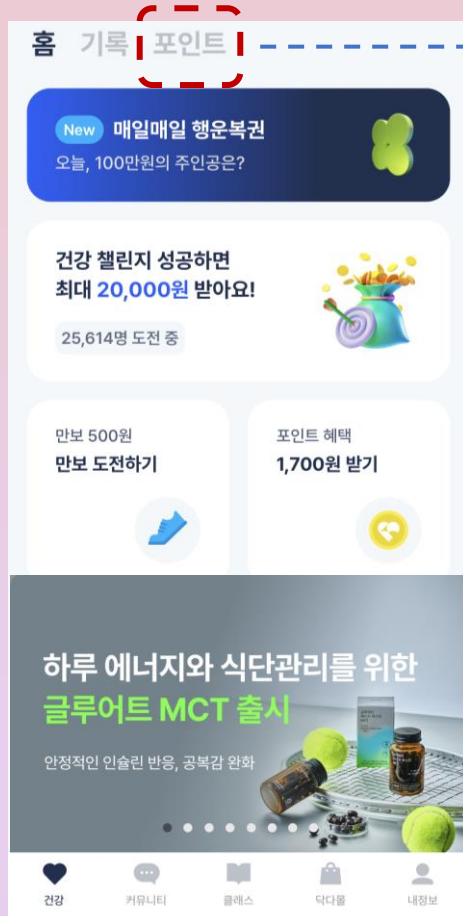 홈 기록 포인트
New 매일매일 행운복권
오늘, 100만원의 주인공은?
건강 챌린지 성공하면
최대 20,000원 받아요!
25,614명 도전 중
만보 500원
만보 도전하기
포인트 혜택
1,700원 받기
하루 에너지와 식단관리를 위한
글루어트 MCT 출시
안정적인 인슐린 반응, 공복감 완화
건강 커뮤니티 클래스 닥다몰 내정보